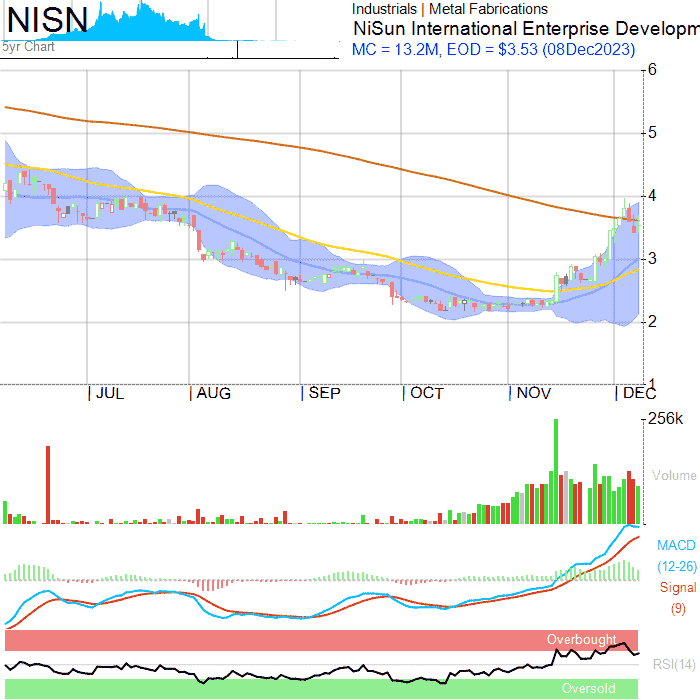 NISN
5yr Chart
Industrials | Metal Fabrications
NiSun International Enterprise Developm
MC = 13.2M, EOD = $3.53 (08Dec2023)
6
5
4
3
2
1
JUL AUG SEP OCT NOV DEC
256k
Volume
MACD
(12-26)
Signal
(9)
Overbought
RSI(14)
Oversold